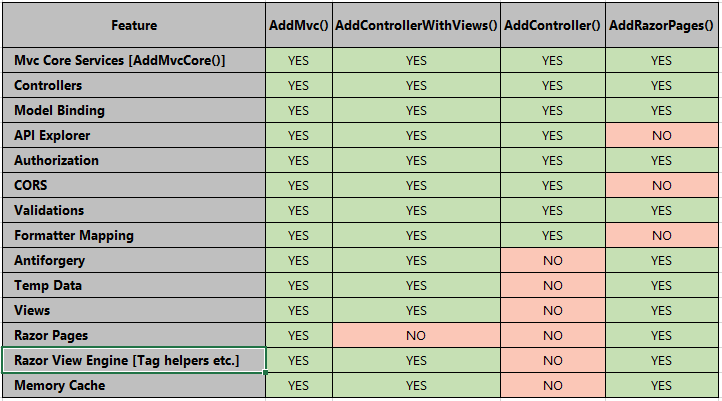 Feature AddMvc() AddControllerWithViews() AddController() AddRazorPages()
Mvc Core Services [AddMvcCore()] YES YES YES YES
Controllers YES YES YES YES
Model Binding YES YES YES YES
API Explorer YES YES YES NO
Authorization YES YES YES YES
CORS YES YES YES NO
Validations YES YES YES YES
Formatter Mapping YES YES YES NO
Antiforgery YES YES NO YES
Temp Data YES YES NO YES
Views YES YES NO YES
Razor Pages YES NO NO YES
Razor View Engine [Tag helpers etc.] YES YES NO YES
Memory Cache YES YES NO YES